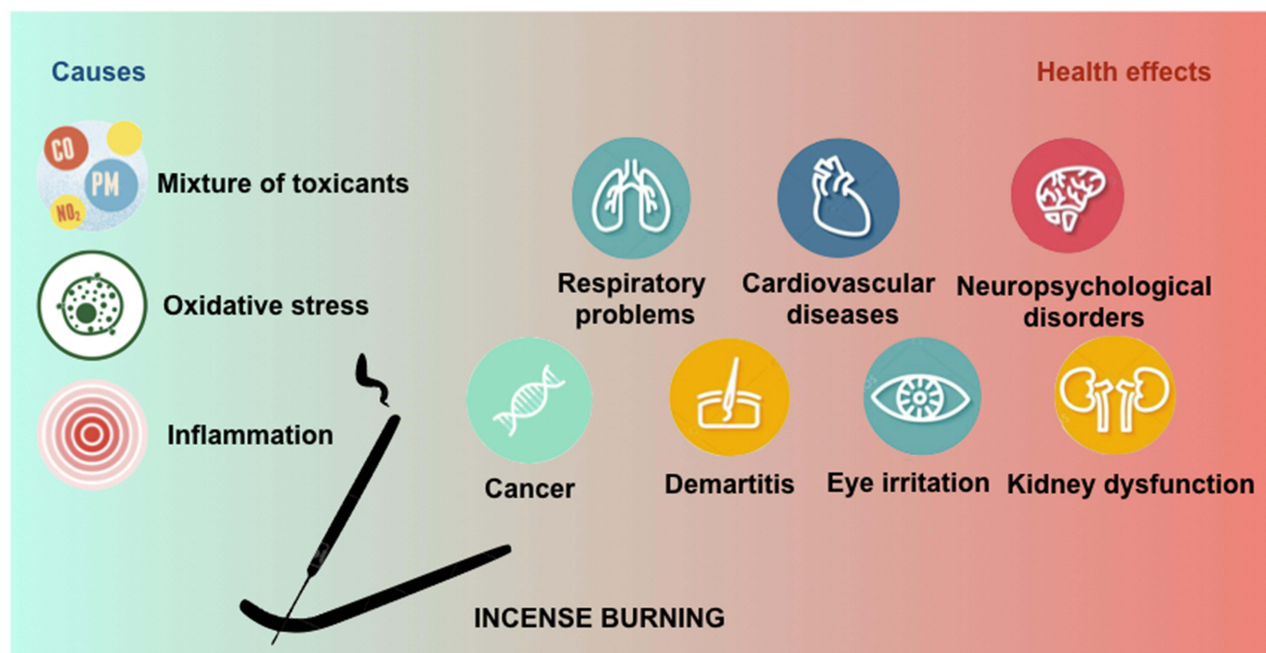 Causes
Health effects
CO
PM
NO₂
Mixture of toxicants
Oxidative stress
Inflammation
Respiratory
problems
Cardiovascular
diseases
Neuropsychological
disorders
Cancer
Demartitis
Eye irritation
Kidney dysfunction
INCENSE BURNING